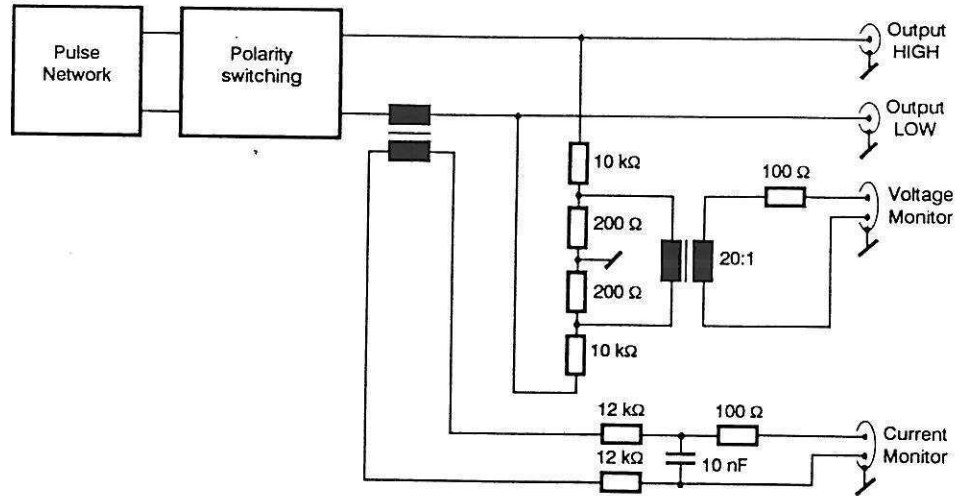 Pulse
Network
Polarity
switching
Output
HIGH
Output
LOW
10 kΩ
100 Ω
Voltage
Monitor
200 Ω
20:1
200 Ω
10 kΩ
12 kΩ
100 Ω
12 kΩ
10 nF
Current
Monitor